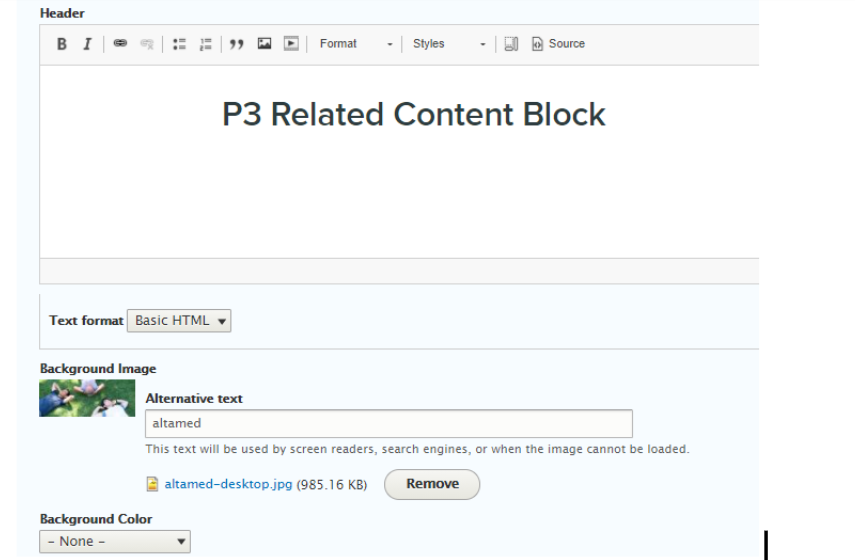 Header
B I Format Styles Source
P3 Related Content Block
Text format Basic HTML
Background Image
Alternative text
altamed
This text will be used by screen readers, search engines, or when the image cannot be loaded.
altamed-desktop.jpg (985.16 KB) Remove
Background Color
- None -